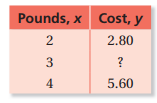 Pounds, x Cost, y
2 2.80
3 ?
4 5.60